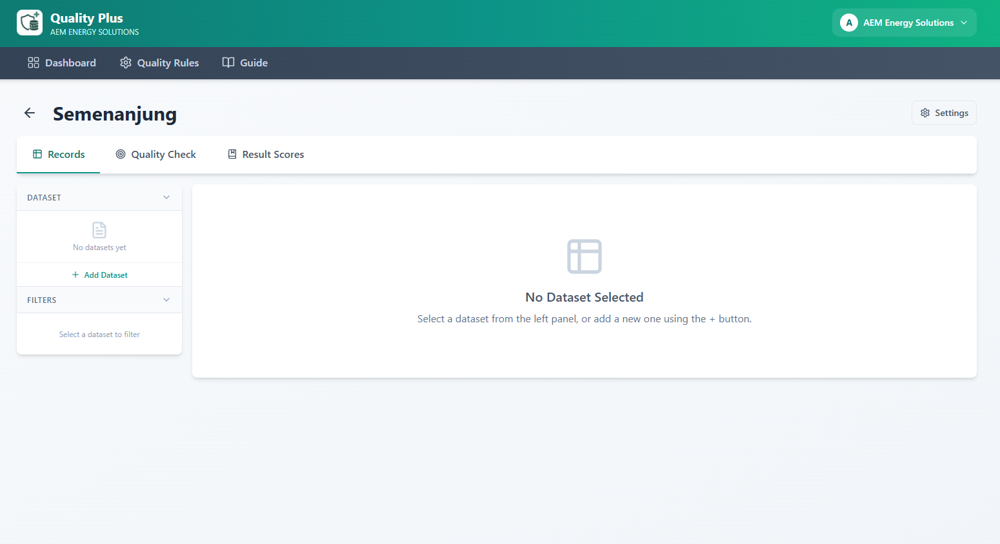 Quality Plus
AEM ENERGY SOLUTIONS
A AEM Energy Solutions
Dashboard
Quality Rules
Guide
Semenanjung
Settings
Records
Quality Check
Result Scores
DATASET
No datasets yet
+ Add Dataset
FILTERS
Select a dataset to filter
No Dataset Selected
Select a dataset from the left panel, or add a new one using the + button.